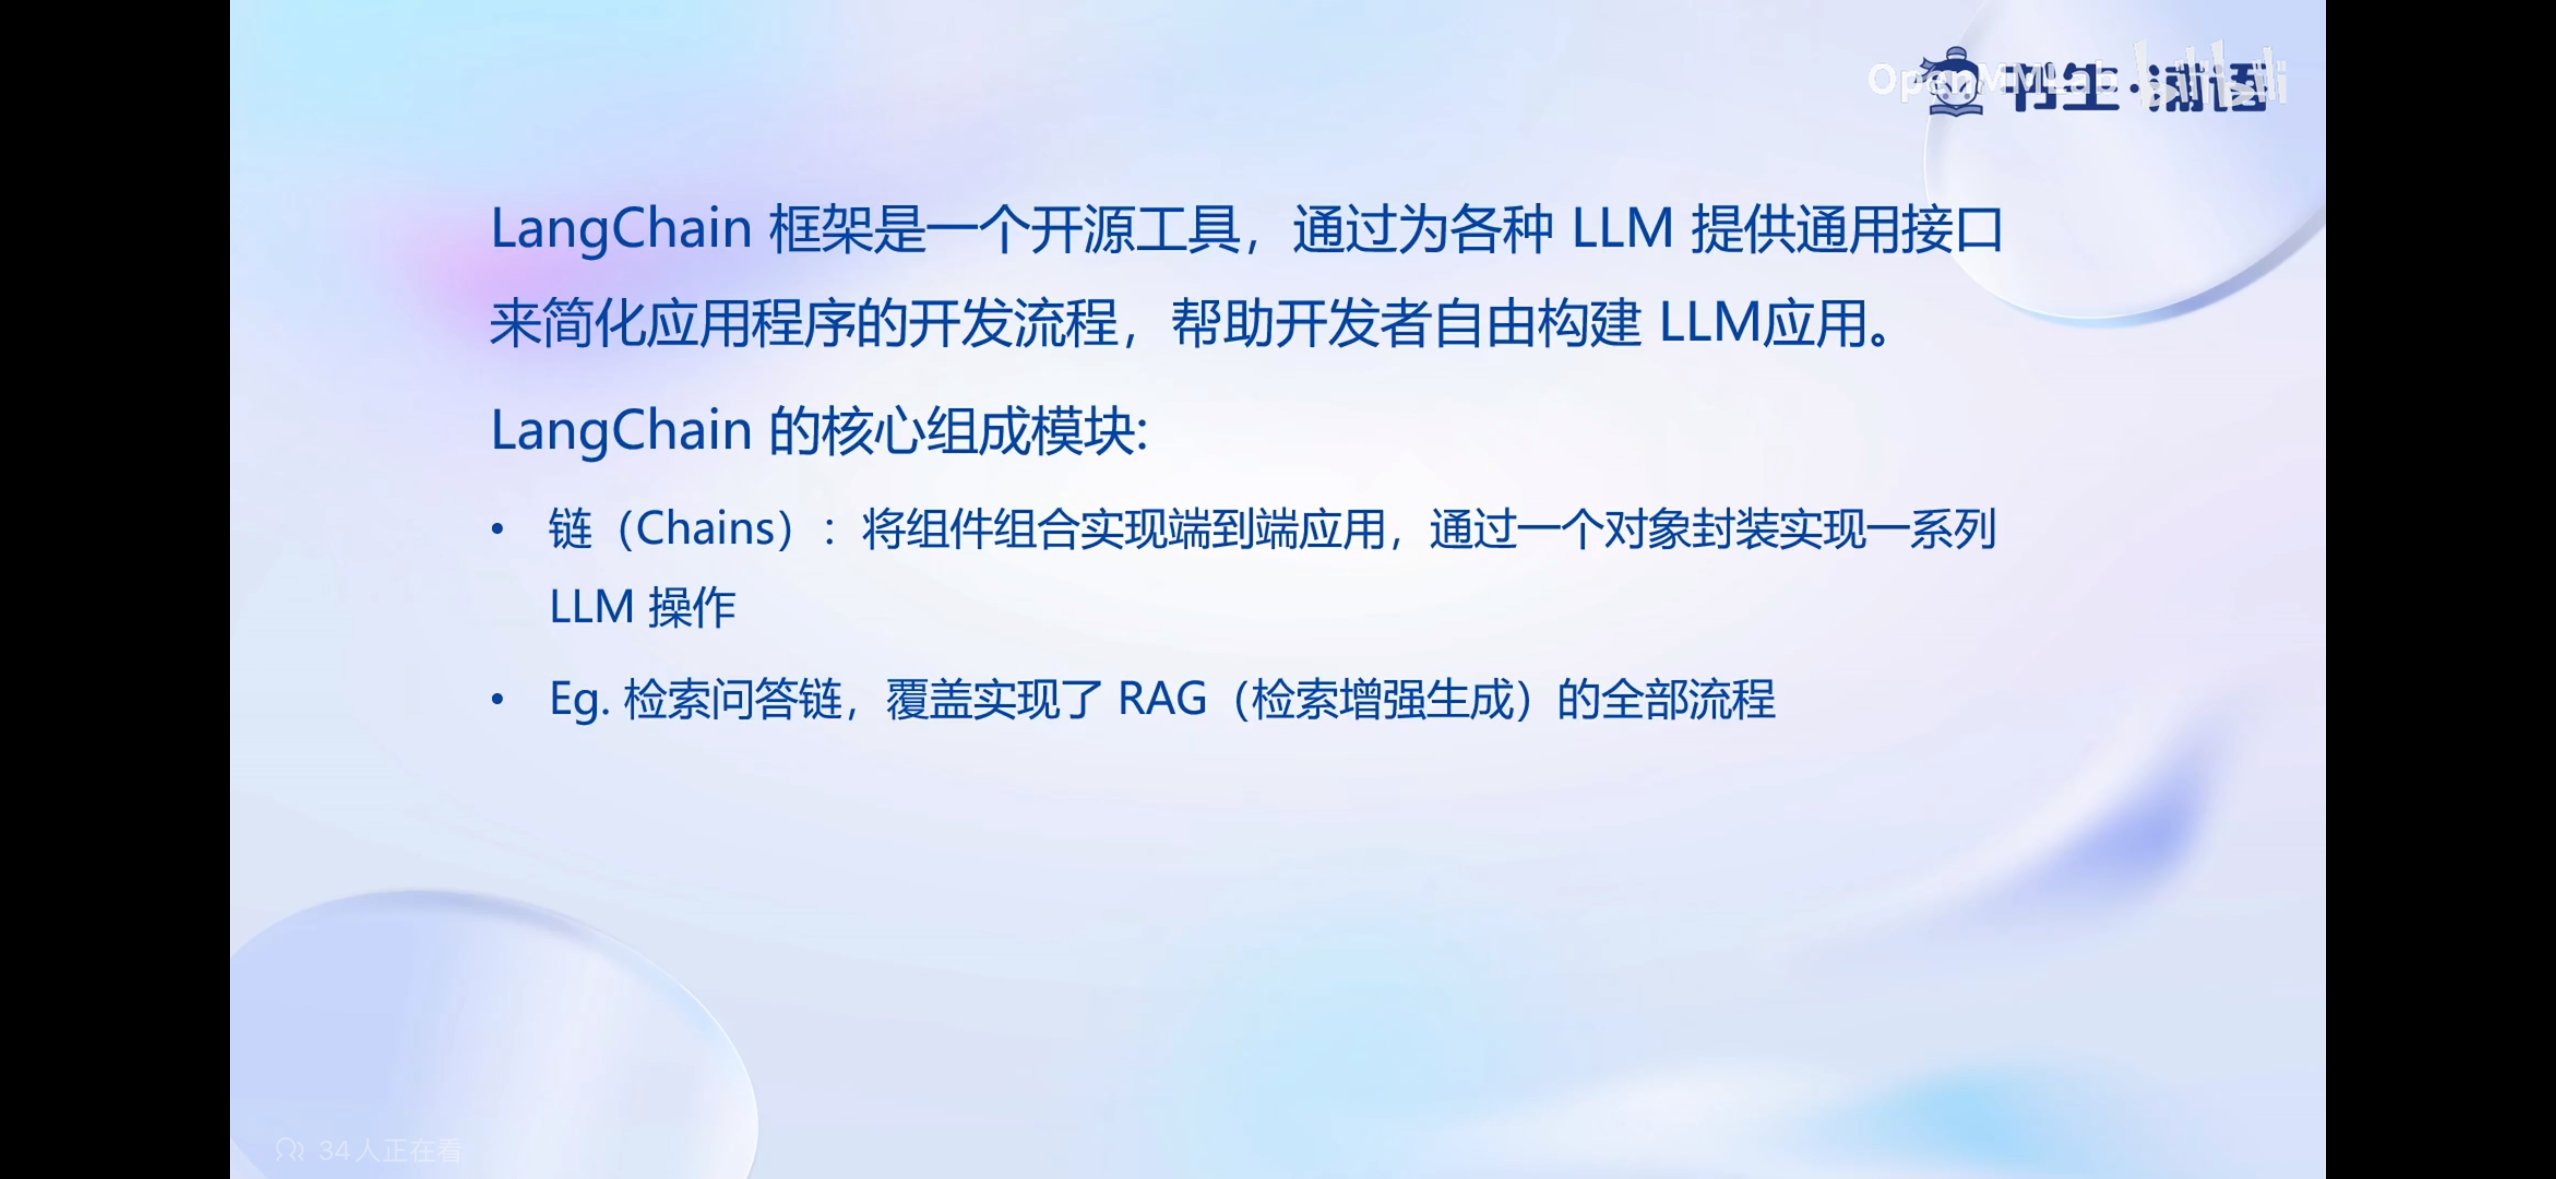 OpenMMLab bilibili
书生·浦语
LangChain 框架是一个开源工具，通过为各种 LLM 提供通用接口
来简化应用程序的开发流程，帮助开发者自由构建 LLM应用。
LangChain 的核心组成模块:
• 链（Chains）：将组件组合实现端到端应用，通过一个对象封装实现一系列
LLM 操作
• Eg. 检索问答链，覆盖实现了 RAG（检索增强生成）的全部流程
34人正在看